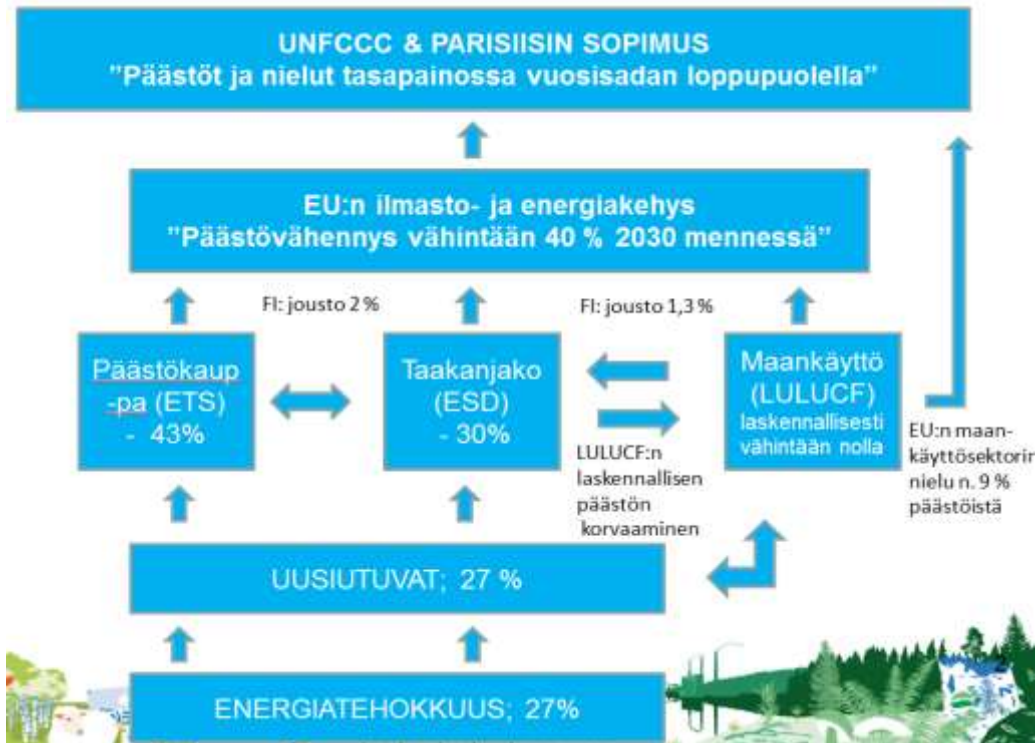 UNFCCC & PARISIISIN SOPIMUS
”Päästöt ja nielut tasapainossa vuosisadan loppupuolella”
EU:n ilmasto- ja energiakehys
”Päästövähennys vähintään 40 % 2030 mennessä”
FI: jousto 2 %
FI: jousto 1,3 %
Päästökaup
-pa (ETS)
- 43%
Taakanjako
(ESD)
- 30%
Maankäyttö
(LULUCF)
laskennallisesti
vähintään nolla
LULUCF:n
laskennallisen
päästön
korvaaminen
EU:n maan-
käyttösektorin
nielu n. 9 %
päästöistä
UUSIUTUVAT; 27 %
ENERGIATEHOKKUUS; 27%
2